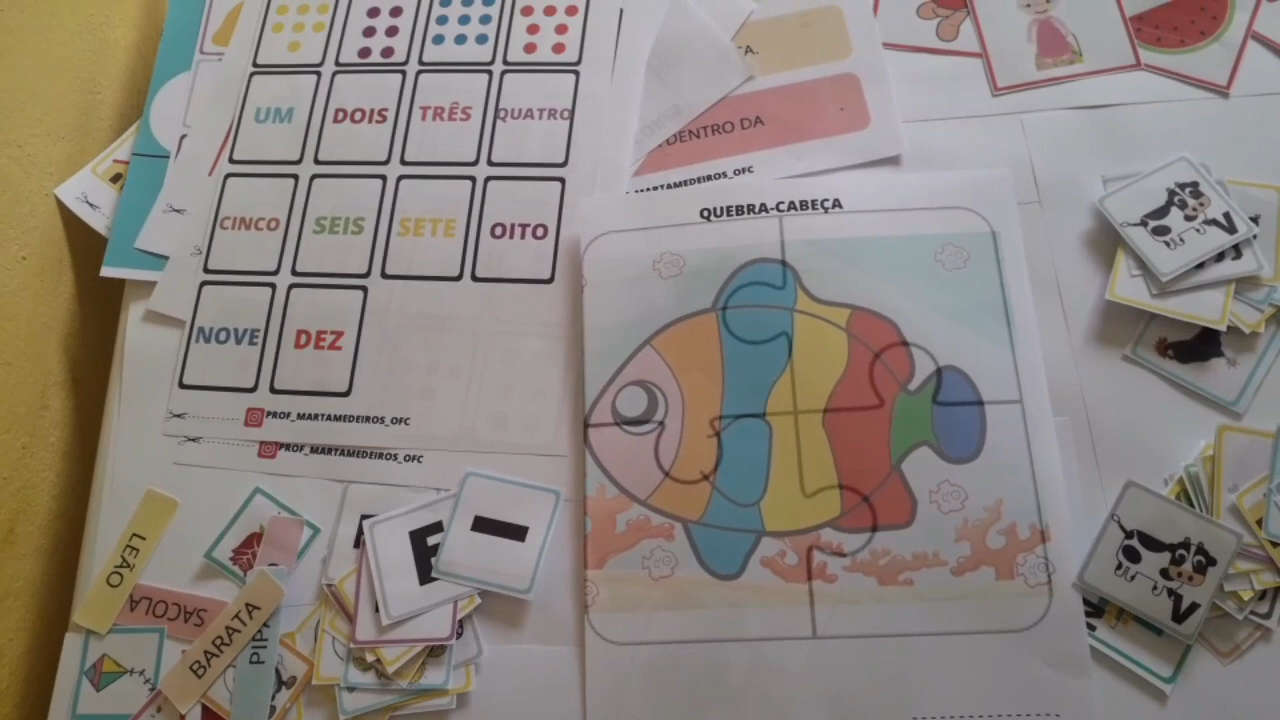 UM DOIS TRÊS QUATRO
CINCO SEIS SETE OITO
NOVE DEZ
PROF_MARTAMEDEIROS_OFC
PROF_MARTAMEDEIROS_OFC
DENTRO DA
MARTAMEDEIROS_OFC
QUEBRA-CABEÇA
LEÃO
SACOLA
BARATA
E
I
V
V